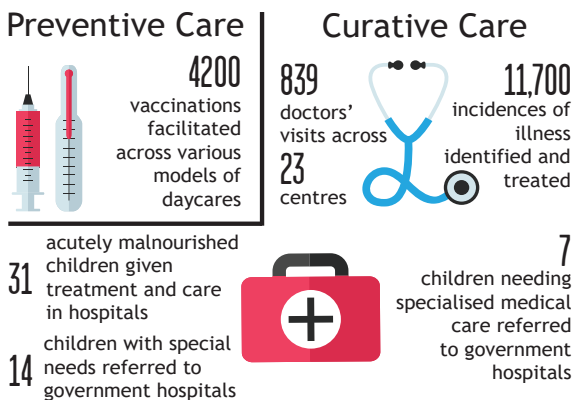 Preventive Care
4200
vaccinations
facilitated
across various
models of
daycares
Curative Care
839
doctors'
visits across
23
centres
11,700
incidences of
illness
identified and
treated
31
acutely malnourished
children given
treatment and care
in hospitals
14
children with special
needs referred to
government hospitals
7
children needing
specialised medical
care referred
to government
hospitals